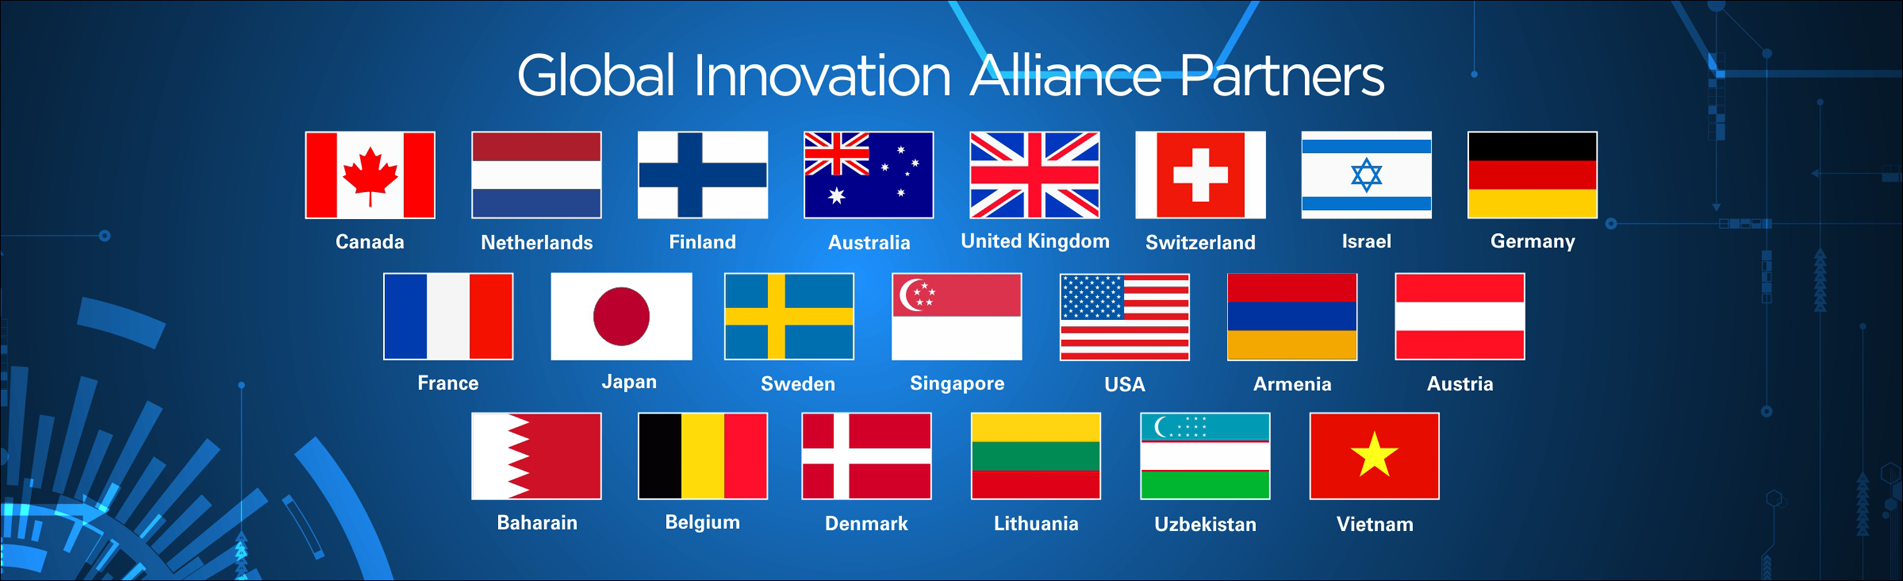 Global Innovation Alliance Partners
Canada Netherlands Finland Australia United Kingdom Switzerland Israel Germany
France Japan Sweden Singapore USA Armenia Austria
Baharain Belgium Denmark Lithuania Uzbekistan Vietnam